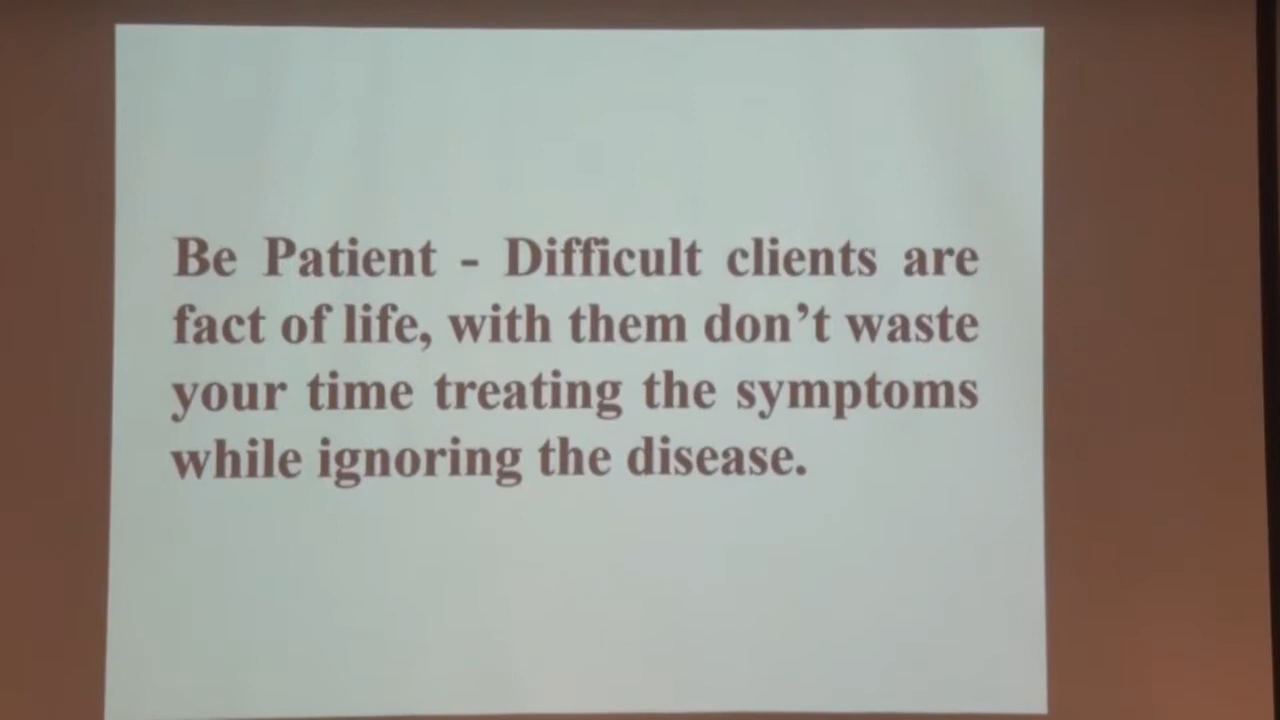 Be Patient - Difficult clients are
fact of life, with them don’t waste
your time treating the symptoms
while ignoring the disease.